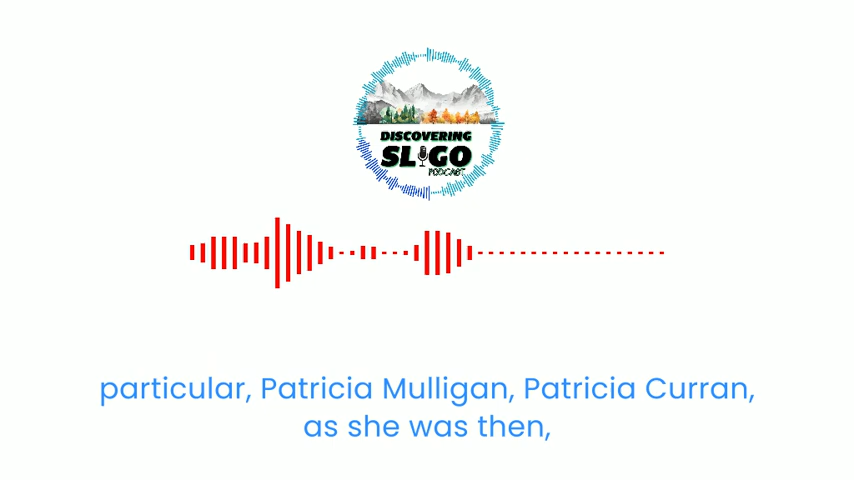 DISCOVERING
SLIGO
PODCAST
particular, Patricia Mulligan, Patricia Curran,
as she was then,